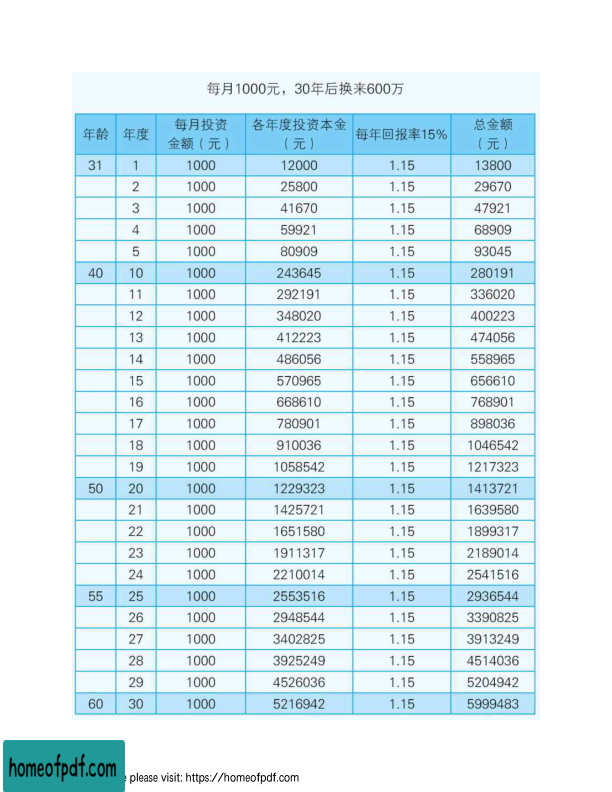 每月1000元，30年后换来600万
年龄 年度 每月投资金额（元） 各年度投资本金（元） 每年回报率15% 总金额（元）
31 1 1000 12000 1.15 13800
2 1000 25800 1.15 29670
3 1000 41670 1.15 47921
4 1000 59921 1.15 68909
5 1000 80909 1.15 93045
40 10 1000 243645 1.15 280191
11 1000 292191 1.15 336020
12 1000 348020 1.15 400223
13 1000 412223 1.15 474056
14 1000 486056 1.15 558965
15 1000 570965 1.15 656610
16 1000 668610 1.15 768901
17 1000 780901 1.15 898036
18 1000 910036 1.15 1046542
19 1000 1058542 1.15 1217323
50 20 1000 1229323 1.15 1413721
21 1000 1425721 1.15 1639580
22 1000 1651580 1.15 1899317
23 1000 1911317 1.15 2189014
24 1000 2210014 1.15 2541516
55 25 1000 2553516 1.15 2936544
26 1000 2948544 1.15 3390825
27 1000 3402825 1.15 3913249
28 1000 3925249 1.15 4514036
29 1000 4526036 1.15 5204942
60 30 1000 5216942 1.15 5999483
homeofpdf.com
please visit: https://homeofpdf.com